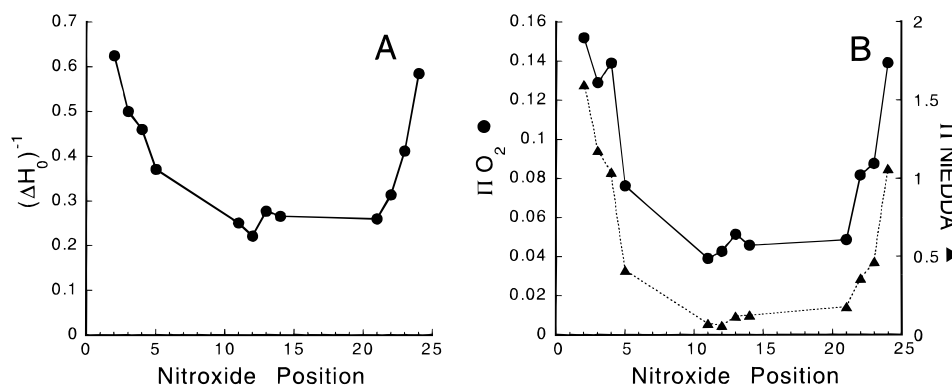 A
0.7
0.6
0.5
0.4
0.3
0.2
0.1
0
(ΔH₀)⁻¹
0 5 10 15 20 25
Nitroxide Position
B
0.16
0.14
0.12
0.1
0.08
0.06
0.04
0.02
0
Π O₂
0 5 10 15 20 25
Nitroxide Position
2
1.5
1
0.5
0
Π NiEDDA